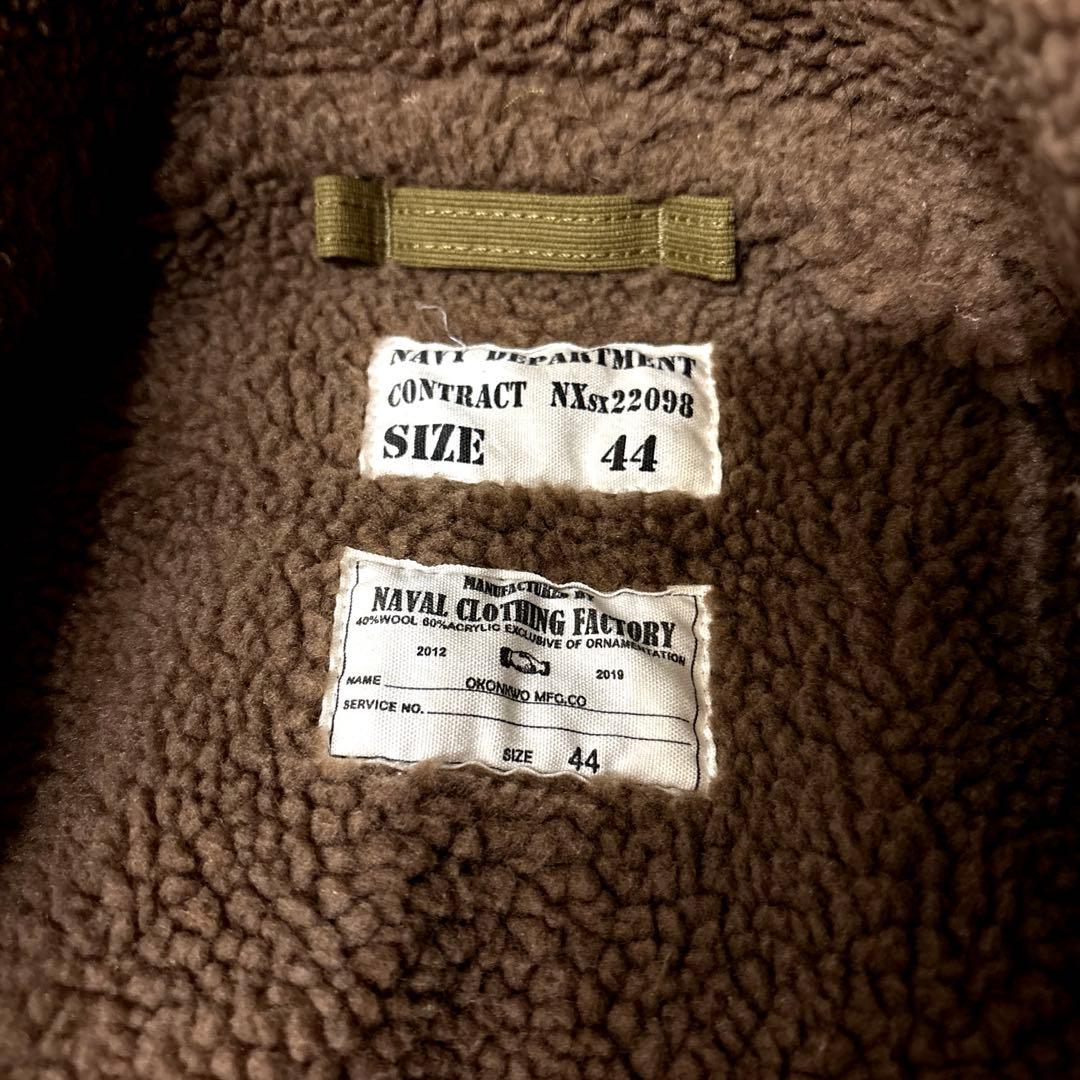 NAVY DEPARTMENT
CONTRACT NXsx22098
SIZE 44
MANUFACTURED BY
NAVAL CLOTHING FACTORY
40%WOOL 60%ACRYLIC EXCLUSIVE OF ORNAMENTATION
2012 2019
NAME OKONKWO MFG.CO
SERVICE NO.
SIZE 44